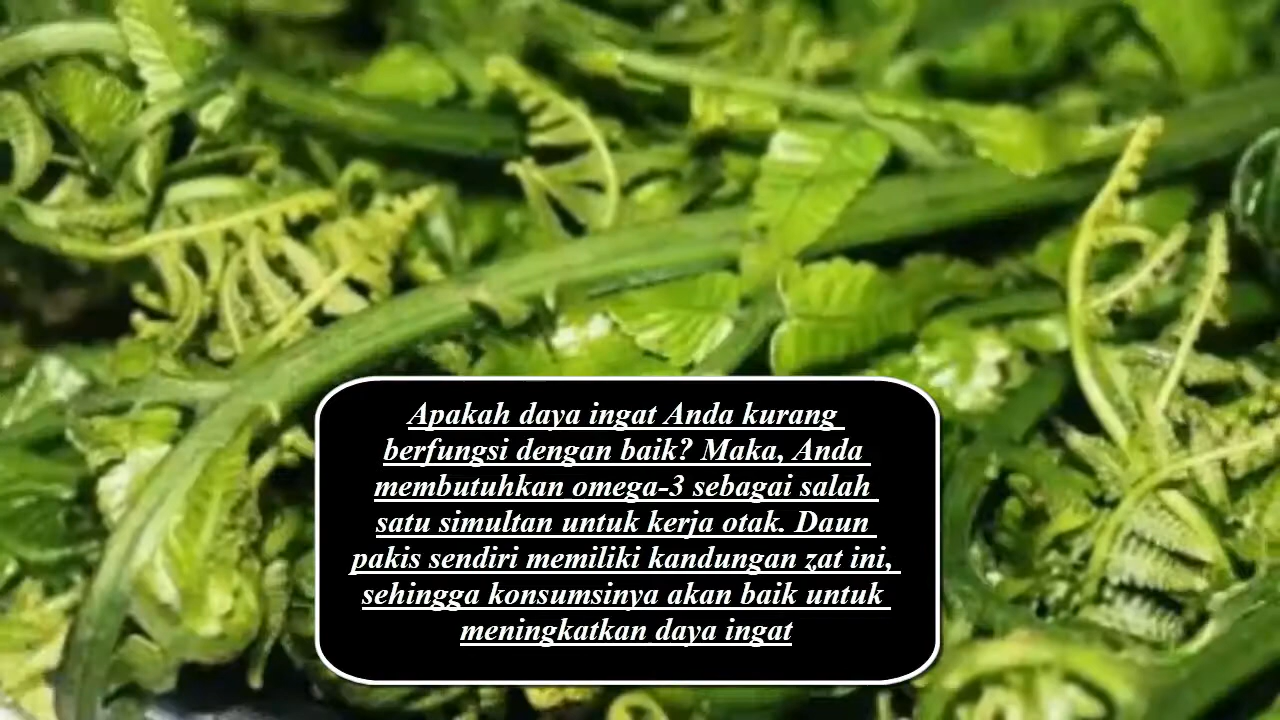 Apakah daya ingat Anda kurang
berfungsi dengan baik? Maka, Anda
membutuhkan omega-3 sebagai salah
satu simultan untuk kerja otak. Daun
pakis sendiri memiliki kandungan zat ini,
sehingga konsumsinya akan baik untuk
meningkatkan daya ingat